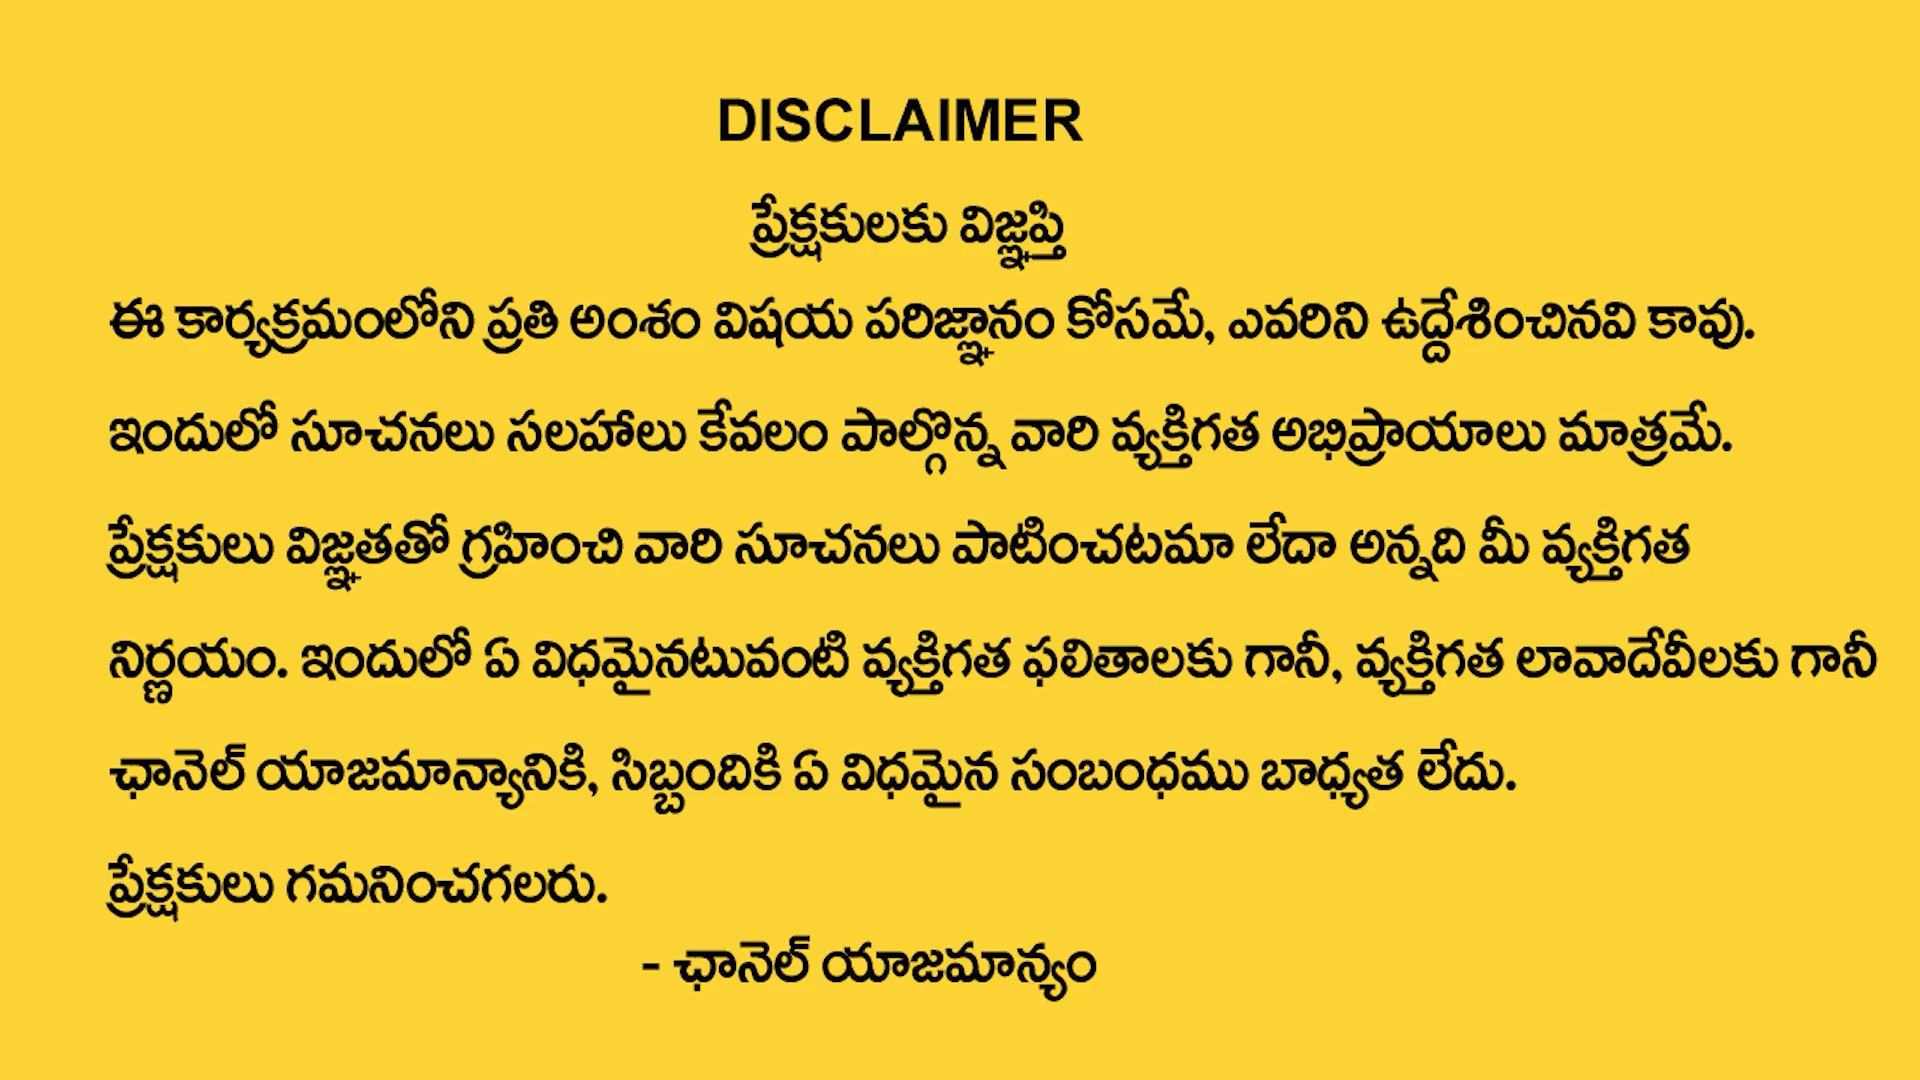 DISCLAIMER
ప్రేక్షకులకు విజ్ఞప్తి
ఈ కార్యక్రమంలోని ప్రతి అంశం విషయ పరిజ్ఞానం కోసమే, ఎవరిని ఉద్దేశించినవి కావు.
ఇందులో సూచనలు సలహాలు కేవలం పాల్గొన్న వారి వ్యక్తిగత అభిప్రాయాలు మాత్రమే.
ప్రేక్షకులు విజ్ఞతతో గ్రహించి వారి సూచనలు పాటించటమా లేదా అన్నది మీ వ్యక్తిగత
నిర్ణయం. ఇందులో ఏ విధమైనటువంటి వ్యక్తిగత ఫలితాలకు గానీ, వ్యక్తిగత లావాదేవీలకు గానీ
ఛానెల్ యాజమాన్యానికి, సిబ్బందికి ఏ విధమైన సంబంధము బాధ్యత లేదు.
ప్రేక్షకులు గమనించగలరు.
- ఛానెల్ యాజమాన్యం